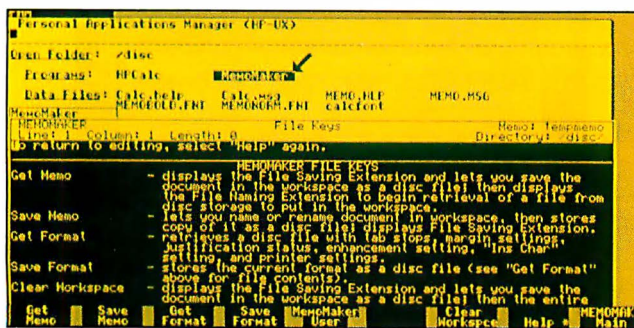 Personal Applications Manager (HP-UX)
Open Folder: /disc
Programs: HPCalc MemoMaker
Data Files: Calc.help Calc.msg MEMO.HLP MEMO.MSG
MEMOBOLD.FNT MEMONORM.FNT calcfont
MemoMaker
MEMOMAKER File Keys Memo: Tempmemo
Line: 1 Column: 1 Length: 0 Directory: /disc/
To return to editing, select "Help" again.
MEMOMAKER FILE KEYS
Get Memo - displays the File Saving Extension and lets you save the
document in the workspace as a disc file; then displays
the File Naming Extension to begin retrieval of a file from
disc storage to put in the workspace.
Save Memo - lets you name or rename document in workspace, then stores
copy of it as a disc file; displays File Saving Extension.
Get Format - retrieves a disc file with tab stops, margin settings,
justification status, enhancement setting, "Ins Char"
setting, and printer settings.
Save Format - stores the current format as a disc file (see "Get Format"
above for file contents).
Clear Workspace - displays the File Saving Extension and lets you save the
document in the workspace as a disc file; then the entire
Get Memo Save Memo Get Format Save Format MemoMaker User Clear Workspce Help MEMOMAK Main